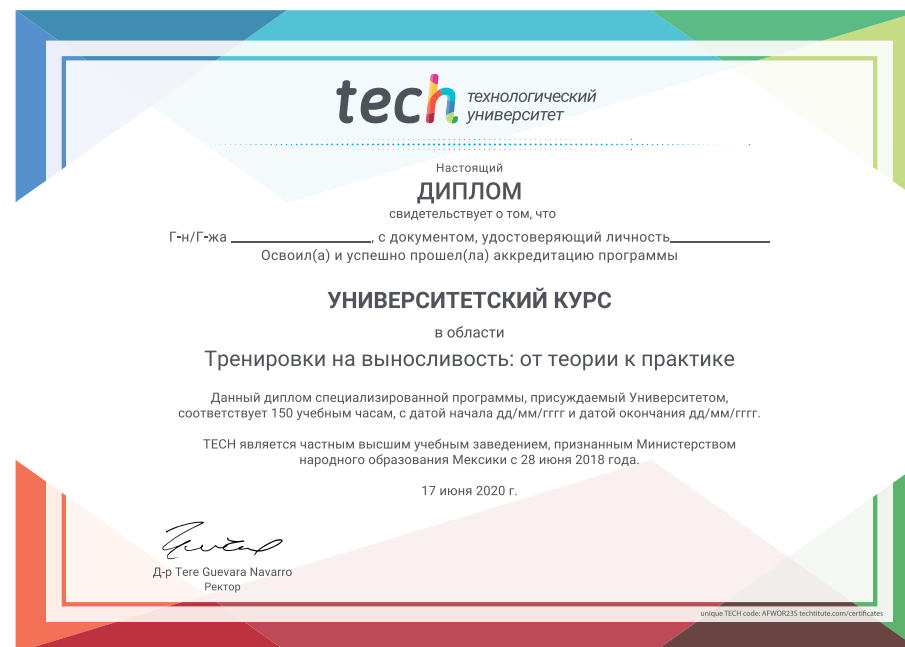 tech технологический
университет
Настоящий
ДИПЛОМ
свидетельствует о том, что
Г-н/Г-жа ____________________, с документом, удостоверяющий личность______________
Освоил(а) и успешно прошел(ла) аккредитацию программы
УНИВЕРСИТЕТСКИЙ КУРС
в области
Тренировки на выносливость: от теории к практике
Данный диплом специализированной программы, присуждаемый Университетом,
соответствует 150 учебным часам, с датой начала дд/мм/гггг и датой окончания дд/мм/гггг.
TECH является частным высшим учебным заведением, признанным Министерством
народного образования Мексики с 28 июня 2018 года.
17 июня 2020 г.
Д-р Tere Guevara Navarro
Ректор
unique TECH code: AFWOR23S techtitute.com/certificates